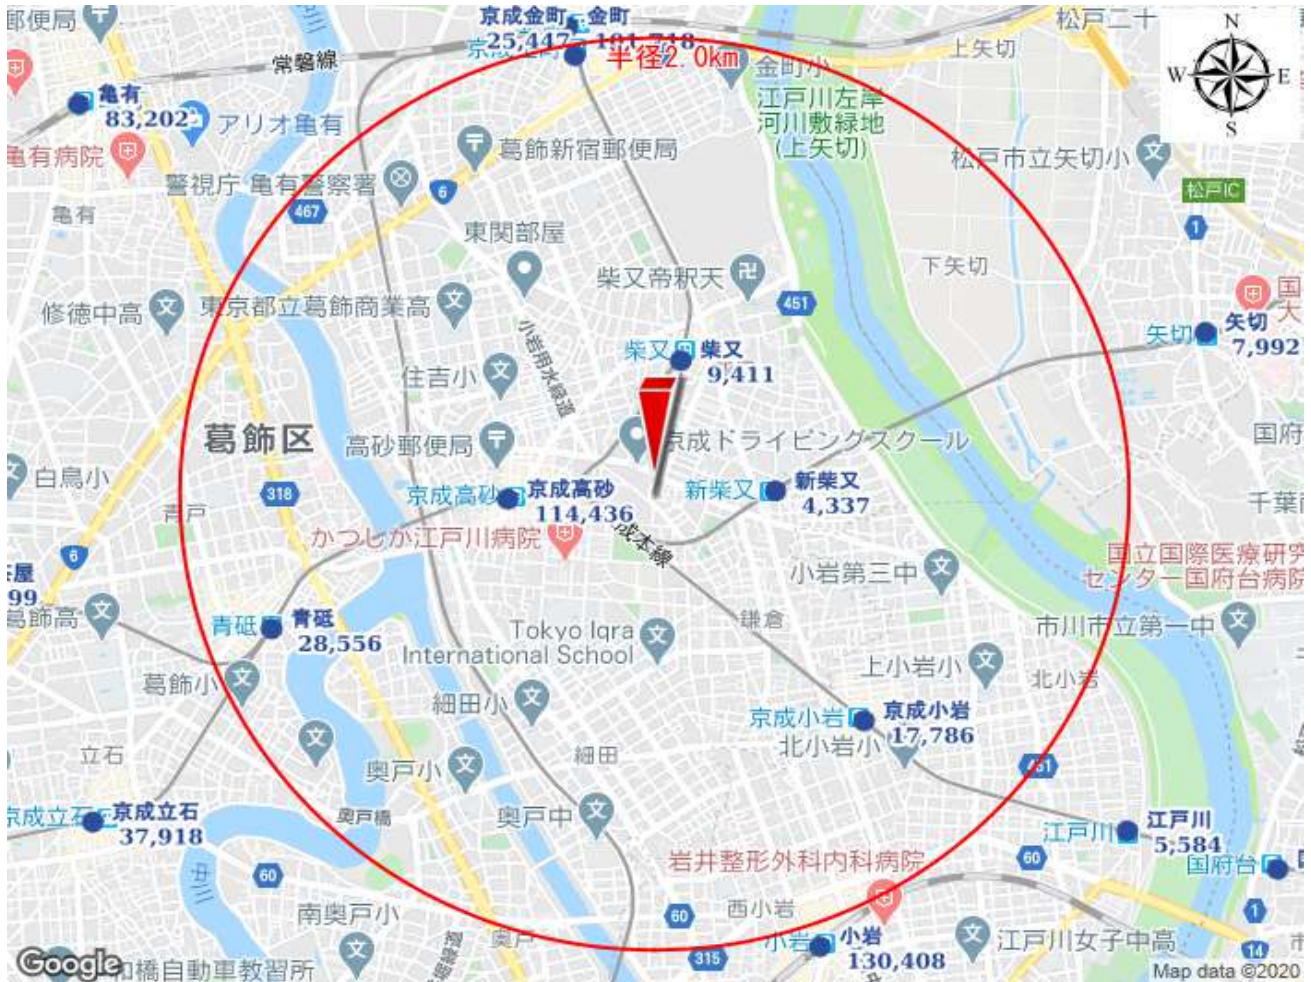 郵便局
京成金町
金町
25,447
181,718
半径2.0km
松戸二十
上矢切
常磐線
亀有
83,202
アリオ亀有
亀有病院
亀有
金町小
江戸川左岸
河川敷緑地
(上矢切)
葛飾新宿郵便局
警視庁 亀有警察署
6
467
松戸市立矢切小
松戸IC
1
N
W
E
S
東関部屋
柴又帝釈天
下矢切
451
修徳中高
東京都立葛飾商業高
小岩用水緑道
柴又
柴又
9,411
矢切
矢切
7,992
国
大
住吉小
葛飾区
高砂郵便局
京成ドライビングスクール
国府
白鳥小
318
青戸
京成高砂
京成高砂
114,436
新柴又
新柴又
4,337
千葉
かつしか江戸川病院
成本線
6
屋
99
葛飾高
小岩第三中
国立国際医療研究
センター国府台病院
青砥
青砥
28,556
Tokyo Iqra
International School
鎌倉
市川市立第一中
葛飾小
上小岩小
北小岩
細田小
京成小岩
京成小岩
17,786
北小岩小
立石
奥戸小
細田
451
京成立石
京成立石
37,918
奥戸橋
奥戸中
江戸川
江戸川
5,584
国府台
国
中川
60
岩井整形外科内科病院
60
南奥戸小
奥戸
60
西小岩
小岩
小岩
130,408
315
江戸川女子中高
1
14
市
Google
和橋自動車教習所
Map data ©2020